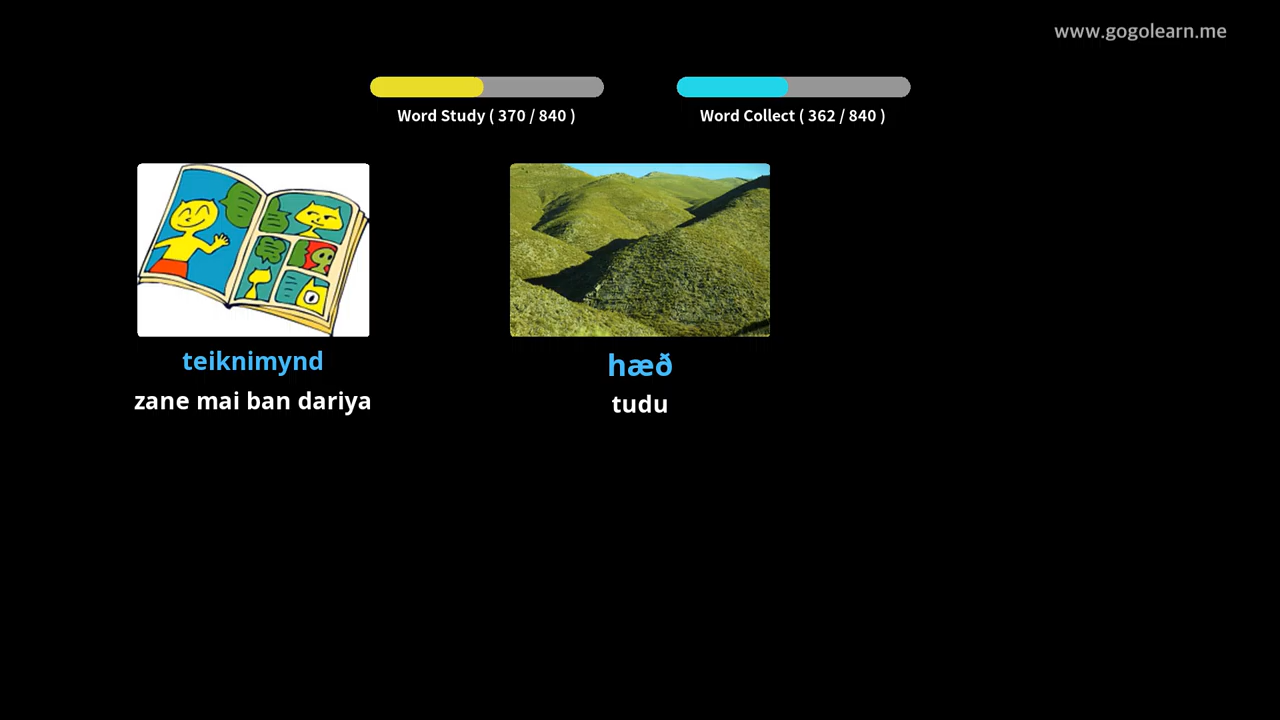 www.gogolearn.me
Word Study ( 370 / 840 )
Word Collect ( 362 / 840 )
teiknimynd
zane mai ban dariya
hæð
tudu